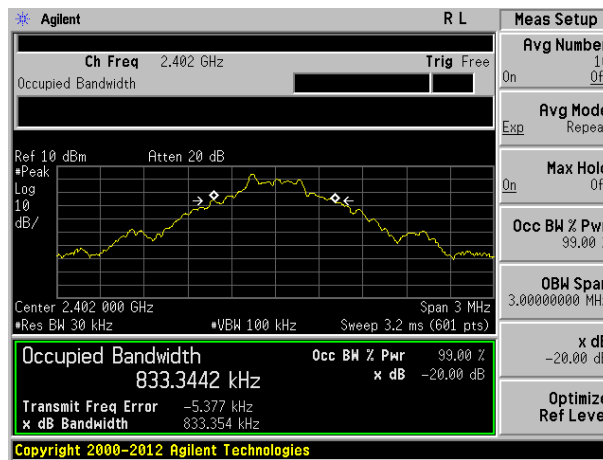 Agilent R L
Meas Setup
Ch Freq 2.402 GHz Trig Free
Occupied Bandwidth
Ref 10 dBm Atten 20 dB
#Peak
Log
10
dB/
Center 2.402 000 GHz Span 3 MHz
#Res BW 30 kHz #VBW 100 kHz Sweep 3.2 ms (601 pts)
Occupied Bandwidth
833.3442 kHz
Occ BW % Pwr 99.00 %
x dB -20.00 dB
Transmit Freq Error -5.377 kHz
x dB Bandwidth 833.354 kHz
Copyright 2000-2012 Agilent Technologies
Avg Number
10
On Of
Avg Mode
Exp Repea
Max Hold
On Of
Occ BW % Pwr
99.00 %
OBW Span
3.00000000 MH
x dB
-20.00 dB
Optimize
Ref Level